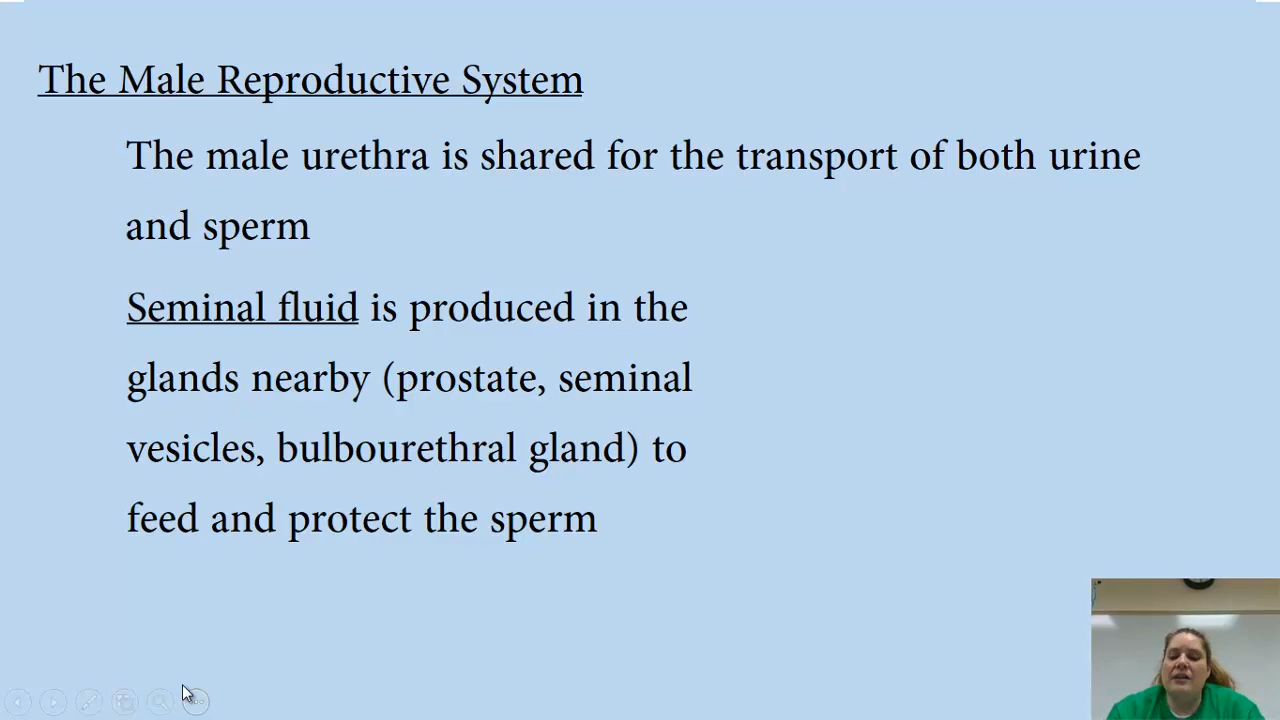 The Male Reproductive System
The male urethra is shared for the transport of both urine
and sperm
Seminal fluid is produced in the
glands nearby (prostate, seminal
vesicles, bulbourethral gland) to
feed and protect the sperm